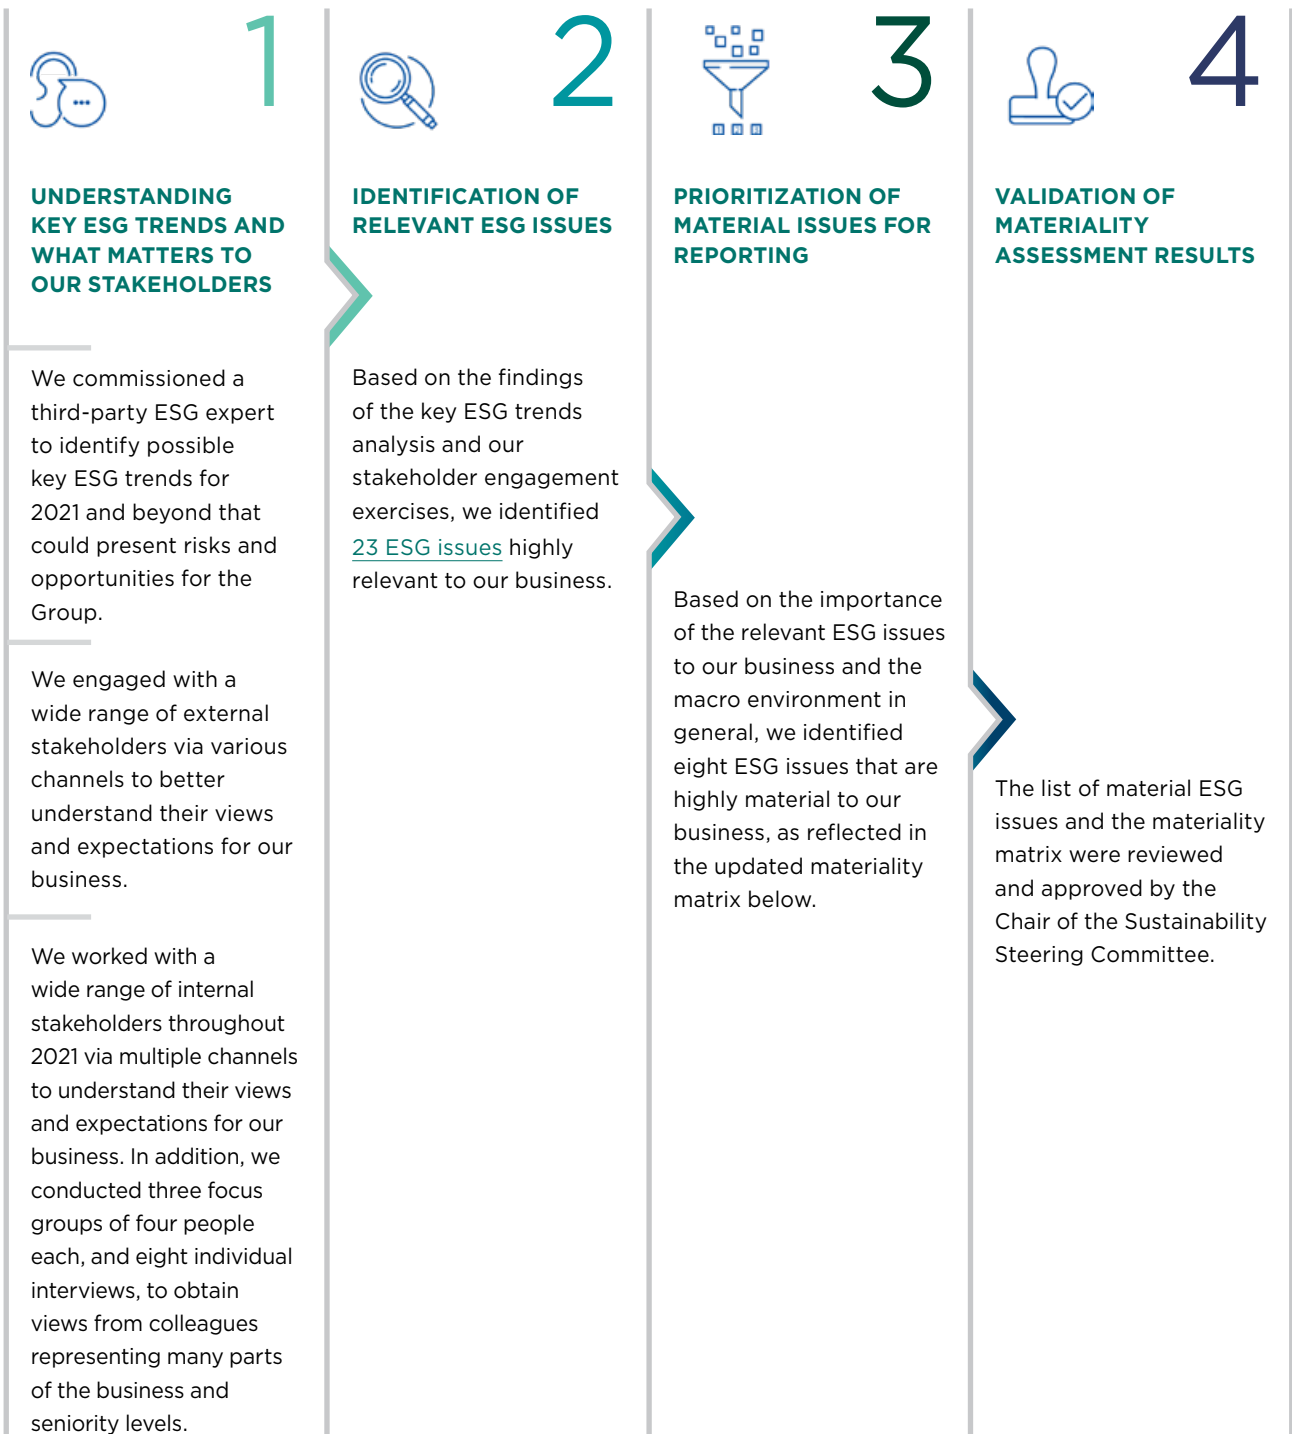 1
UNDERSTANDING
KEY ESG TRENDS AND
WHAT MATTERS TO
OUR STAKEHOLDERS
We commissioned a
third-party ESG expert
to identify possible
key ESG trends for
2021 and beyond that
could present risks and
opportunities for the
Group.
We engaged with a
wide range of external
stakeholders via various
channels to better
understand their views
and expectations for our
business.
We worked with a
wide range of internal
stakeholders throughout
2021 via multiple channels
to understand their views
and expectations for our
business. In addition, we
conducted three focus
groups of four people
each, and eight individual
interviews, to obtain
views from colleagues
representing many parts
of the business and
seniority levels.
2
IDENTIFICATION OF
RELEVANT ESG ISSUES
Based on the findings
of the key ESG trends
analysis and our
stakeholder engagement
exercises, we identified
23 ESG issues highly
relevant to our business.
3
PRIORITIZATION OF
MATERIAL ISSUES FOR
REPORTING
Based on the importance
of the relevant ESG issues
to our business and the
macro environment in
general, we identified
eight ESG issues that are
highly material to our
business, as reflected in
the updated materiality
matrix below.
4
VALIDATION OF
MATERIALITY
ASSESSMENT RESULTS
The list of material ESG
issues and the materiality
matrix were reviewed
and approved by the
Chair of the Sustainability
Steering Committee.